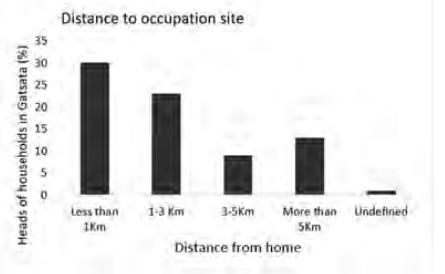 Distance to occupation site
Heads of households in Gatsata (%)
35
30
25
20
15
10
5
0
Less than 1Km
1-3 Km
3-5Km
More than 5Km
Undefined
Distance from home